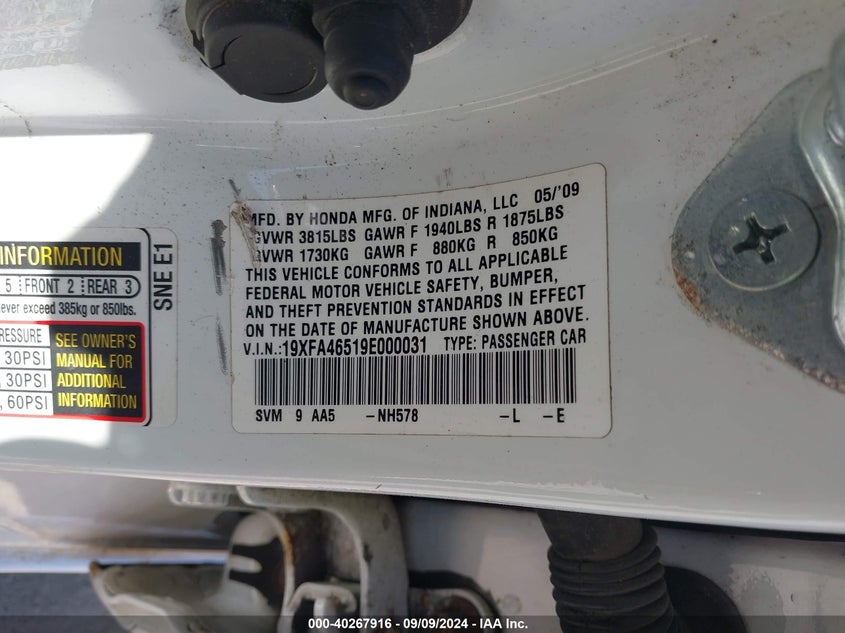 INFORMATION
5 FRONT 2 REAR 3
ever exceed 385kg or 850lbs.
RESSURE
30PSI
, 30PSI
, 60PSI
SEE OWNER'S
MANUAL FOR
ADDITIONAL
INFORMATION
SNE E1
MFD. BY HONDA MFG. OF INDIANA, LLC 05/'09
GVWR 3815LBS GAWR F 1940LBS R 1875LBS
GVWR 1730KG GAWR F 880KG R 850KG
THIS VEHICLE CONFORMS TO ALL APPLICABLE
FEDERAL MOTOR VEHICLE SAFETY, BUMPER,
AND THEFT PREVENTION STANDARDS IN EFFECT
ON THE DATE OF MANUFACTURE SHOWN ABOVE.
V.I.N.:19XFA46519E000031 TYPE: PASSENGER CAR
SVM 9 AA5 -NH578 -L -E
000-40267916 - 09/09/2024 - IAA Inc.